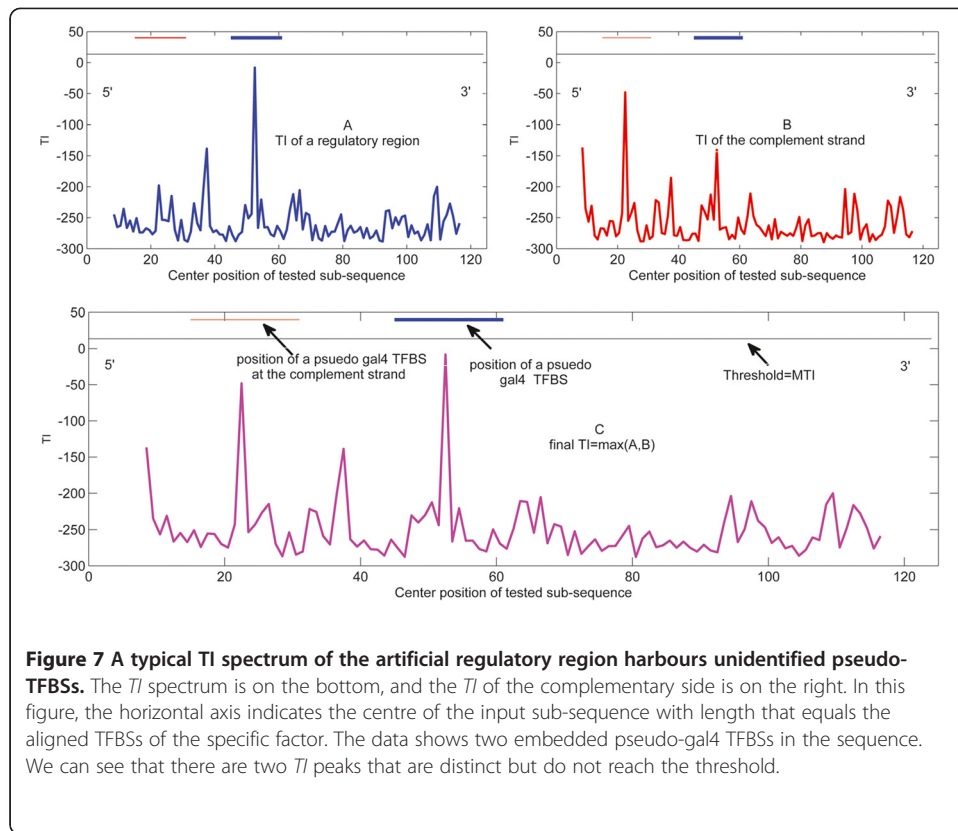 50
0
-50
-100
-150
-200
-250
-300
TI
5'
3'
A
TI of a regulatory region
0 20 40 60 80 100 120
Center position of tested sub-sequence
50
0
-50
-100
-150
-200
-250
-300
TI
5'
3'
B
TI of the complement strand
0 20 40 60 80 100 120
Center position of tested sub-sequence
50
0
-50
-100
-150
-200
-250
-300
TI
5'
3'
position of a psuedo gal4 TFBS
at the complement strand
position of a psuedo
gal4 TFBS
Threshold=MTI
C
final TI=max(A,B)
0 20 40 60 80 100 120
Center position of tested sub-sequence
Figure 7 A typical TI spectrum of the artificial regulatory region harbours unidentified pseudo-
TFBSs. The TI spectrum is on the bottom, and the TI of the complementary side is on the right. In this
figure, the horizontal axis indicates the centre of the input sub-sequence with length that equals the
aligned TFBSs of the specific factor. The data shows two embedded pseudo-gal4 TFBSs in the sequence.
We can see that there are two TI peaks that are distinct but do not reach the threshold.